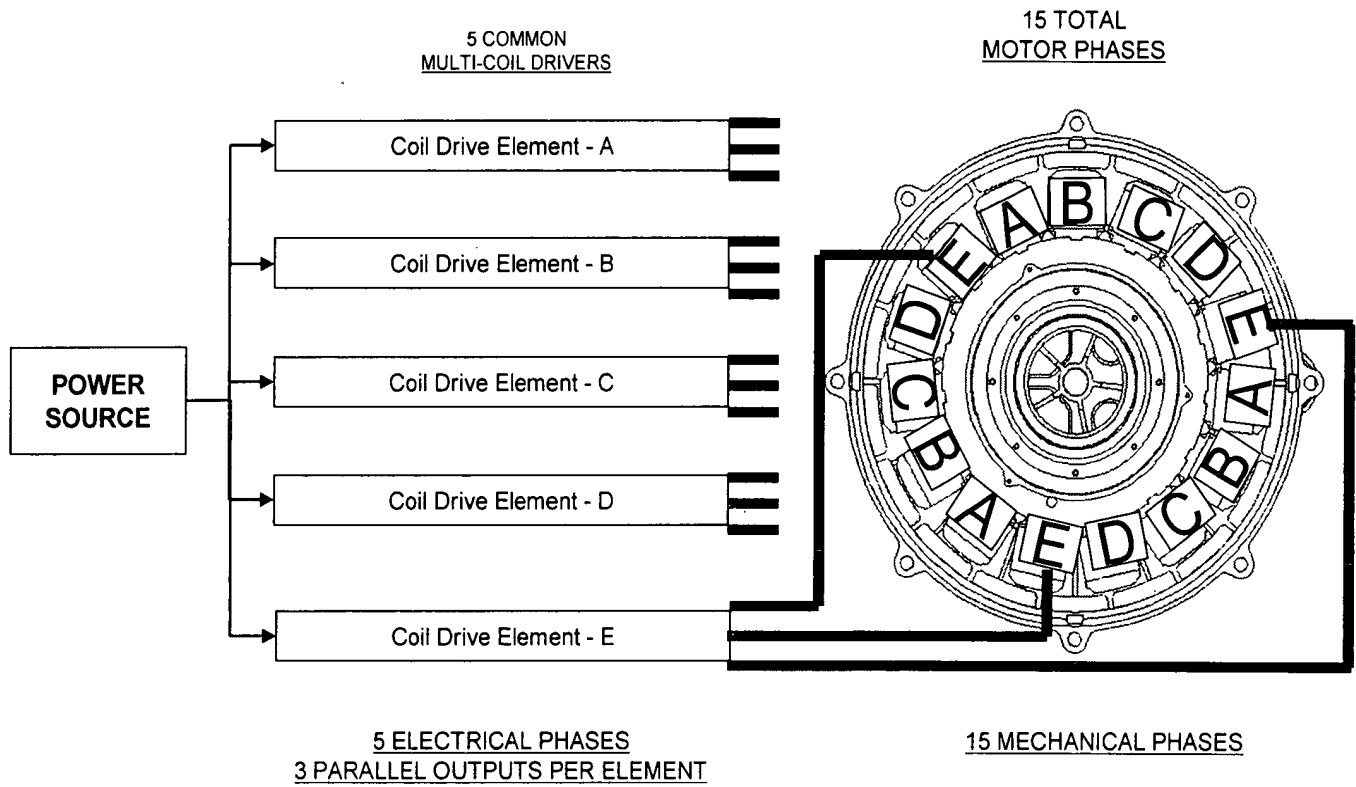 5 COMMON
MULTI-COIL DRIVERS
15 TOTAL
MOTOR PHASES
Coil Drive Element - A
Coil Drive Element - B
Coil Drive Element - C
Coil Drive Element - D
Coil Drive Element - E
POWER
SOURCE
A
B
C
D
E
A
B
C
D
E
A
B
C
D
E
5 ELECTRICAL PHASES
3 PARALLEL OUTPUTS PER ELEMENT
15 MECHANICAL PHASES